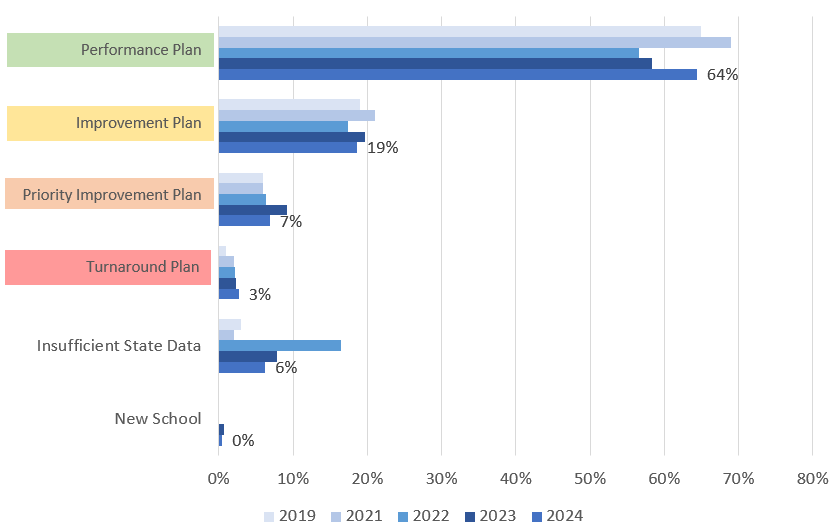 Performance Plan
64%
Improvement Plan
19%
Priority Improvement Plan
7%
Turnaround Plan
3%
Insufficient State Data
6%
New School
0%
0% 10% 20% 30% 40% 50% 60% 70% 80%
2019 2021 2022 2023 2024